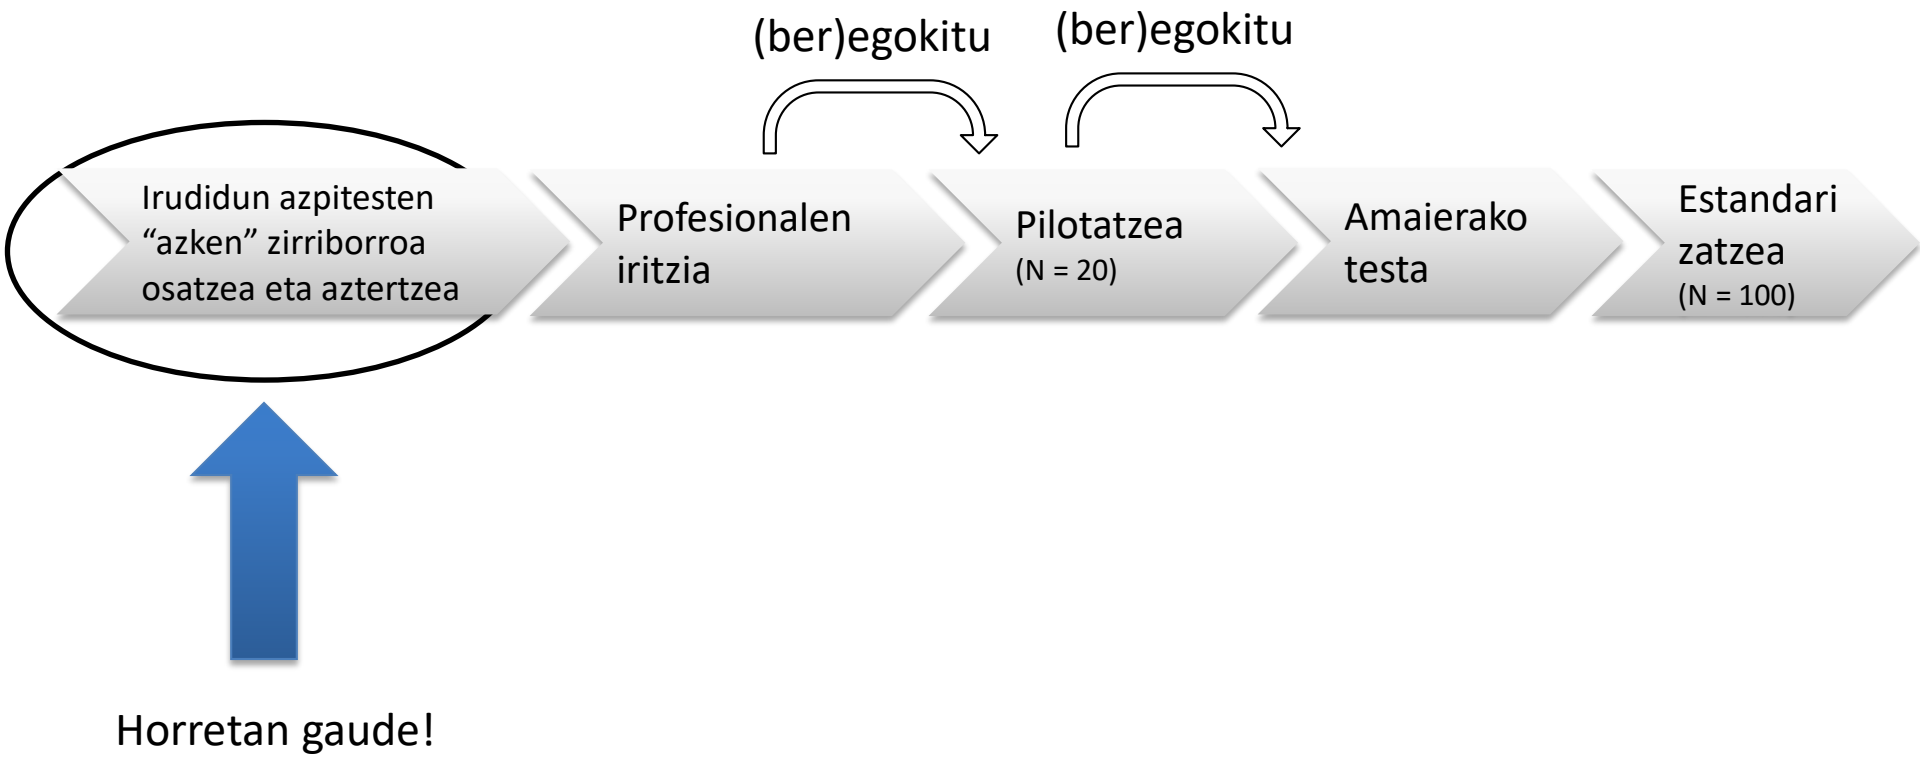 (ber)egokitu
(ber)egokitu
Irudidun azpitesten
“azken” zirriborroa
osatzea eta aztertzea
Profesionalen
iritzia
Pilotatzea
(N = 20)
Amaierako
testa
Estandari
zatzea
(N = 100)
Horretan gaude!